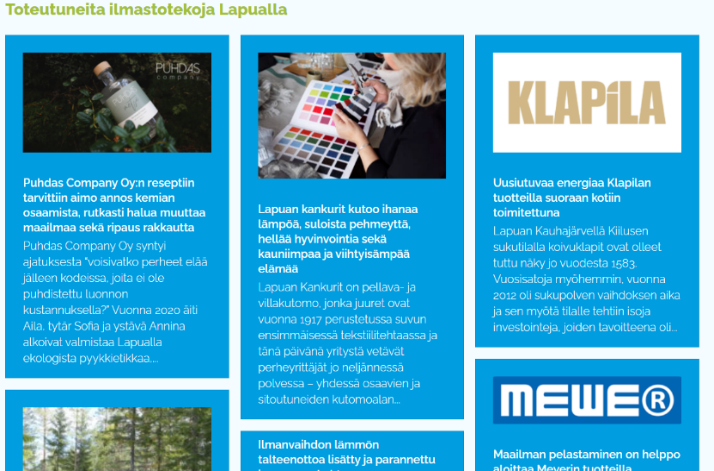 Toteutuneita ilmastotekoja Lapualla
PUHDAS
company
Puhdas Company Oy:n reseptiin
tarvittiin aimo annos kemian
osaamista, rutkasti halua muuttaa
maailmaa sekä ripaus rakkautta
Puhdas Company Oy syntyi
ajatuksesta "voisivatko perheet elää
jälleen kodeissa, joita ei ole
puhdistettu luonnon
kustannuksella?" Vuonna 2020 äiti
Aila, tytär Sofia ja ystävä Annina
alkoivat valmistaa Lapualla
ekologista pyykkietikkaa....
Lapuan kankurit kutoo ihanaa
lämpöä, suloista pehmeyttä,
hellää hyvinvointia sekä
kauniimpaa ja viihtyisämpää
elämää
Lapuan Kankurit on pellava- ja
villakutomo, jonka juuret ovat
vuonna 1917 perustetussa suvun
ensimmäisessä tekstiilitehtaassa ja
tänä päivänä yritystä vetävät
perheyrittäjät jo neljännessä
polvessa – yhdessä osaavien ja
sitoutuneiden kutomoalan...
Ilmanvaihdon lämmön
talteenottoa lisätty ja parannettu
KLAPiLA
Uusiutuvaa energiaa Klapilan
tuotteilla suoraan kotiin
toimitettuna
Lapuan Kauhajärvellä Kiilusen
sukutilalla koivuklapit ovat olleet
tuttu näky jo vuodesta 1583.
Vuosisatoja myöhemmin, vuonna
2012 oli sukupolven vaihdoksen aika
ja sen myötä tilalle tehtiin isoja
investointeja, joiden tavoitteena oli...
MEWE®
Maailman pelastaminen on helppo
aloittaa Meverin tuotteilla